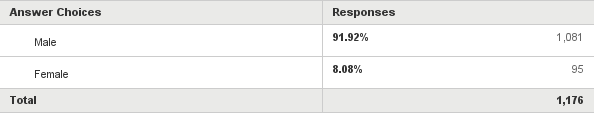 Answer Choices Responses
Male 91.92% 1,081
Female 8.08% 95
Total 1,176